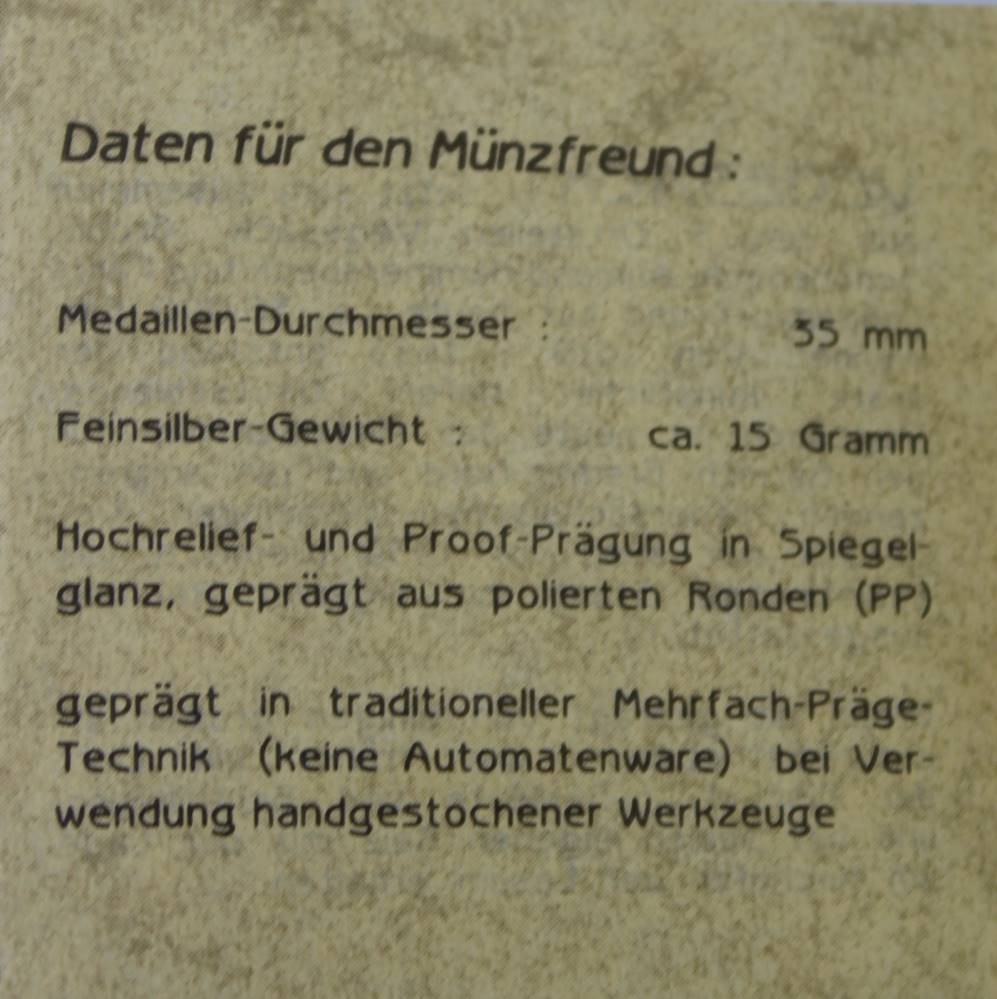 Daten für den Münzfreund :
Medaillen-Durchmesser : 35 mm
Feinsilber-Gewicht : ca. 15 Gramm
Hochrelief- und Proof-Prägung in Spiegel-
glanz, geprägt aus polierten Ronden (PP)
geprägt in traditioneller Mehrfach-Präge-
Technik (keine Automatenware) bei Ver-
wendung handgestochener Werkzeuge